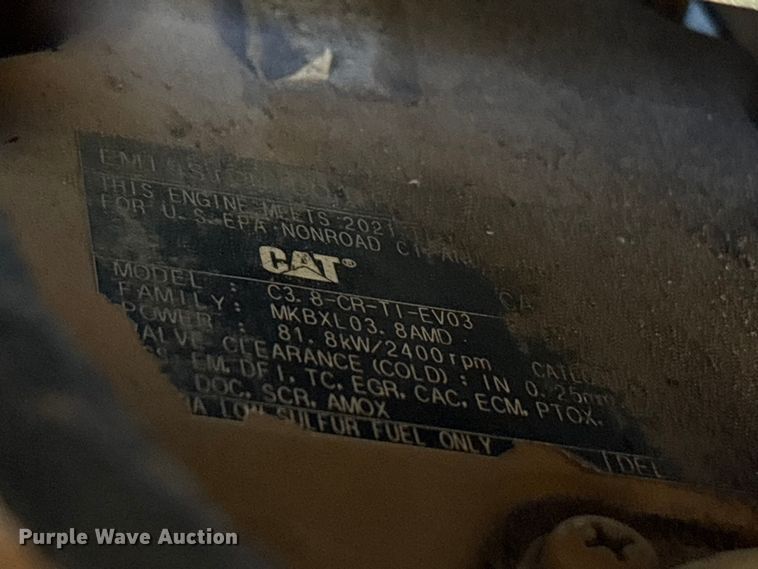 THIS ENGINE MEETS 2021
FOR U.S. EPA NONROAD CI AND
CAT®
MODEL : C3.8-CR-TI-EV03
FAMILY: MKBXL03.8AMD
POWER : 81.8kW/2400rpm
VALVE CLEARANCE (COLD) : IN 0.25mm
EM, DFI, TC, EGR, CAC, ECM, PTOX,
DOC, SCR, AMOX
LOW SULFUR FUEL ONLY
Purple Wave Auction